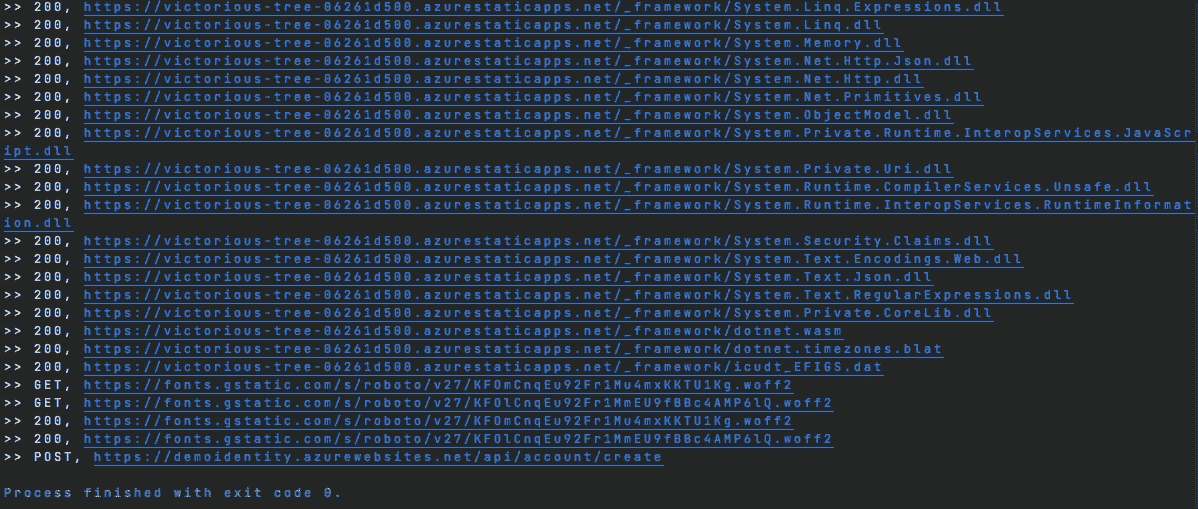 >> 200, https://victorious-tree-06261d500.azurestaticapps.net/_framework/System.Linq.Expressions.dll
>> 200, https://victorious-tree-06261d500.azurestaticapps.net/_framework/System.Linq.dll
>> 200, https://victorious-tree-06261d500.azurestaticapps.net/_framework/System.Memory.dll
>> 200, https://victorious-tree-06261d500.azurestaticapps.net/_framework/System.Net.Http.Json.dll
>> 200, https://victorious-tree-06261d500.azurestaticapps.net/_framework/System.Net.Http.dll
>> 200, https://victorious-tree-06261d500.azurestaticapps.net/_framework/System.Net.Primitives.dll
>> 200, https://victorious-tree-06261d500.azurestaticapps.net/_framework/System.ObjectModel.dll
>> 200, https://victorious-tree-06261d500.azurestaticapps.net/_framework/System.Private.Runtime.InteropServices.JavaScr
ipt.dll
>> 200, https://victorious-tree-06261d500.azurestaticapps.net/_framework/System.Private.Uri.dll
>> 200, https://victorious-tree-06261d500.azurestaticapps.net/_framework/System.Runtime.CompilerServices.Unsafe.dll
>> 200, https://victorious-tree-06261d500.azurestaticapps.net/_framework/System.Runtime.InteropServices.RuntimeInformat
ion.dll
>> 200, https://victorious-tree-06261d500.azurestaticapps.net/_framework/System.Security.Claims.dll
>> 200, https://victorious-tree-06261d500.azurestaticapps.net/_framework/System.Text.Encodings.Web.dll
>> 200, https://victorious-tree-06261d500.azurestaticapps.net/_framework/System.Text.Json.dll
>> 200, https://victorious-tree-06261d500.azurestaticapps.net/_framework/System.Text.RegularExpressions.dll
>> 200, https://victorious-tree-06261d500.azurestaticapps.net/_framework/System.Private.CoreLib.dll
>> 200, https://victorious-tree-06261d500.azurestaticapps.net/_framework/dotnet.wasm
>> 200, https://victorious-tree-06261d500.azurestaticapps.net/_framework/dotnet.timezones.blat
>> 200, https://victorious-tree-06261d500.azurestaticapps.net/_framework/icudt_EFIGS.dat
>> GET, https://fonts.gstatic.com/s/roboto/v27/KFOmCnqEu92Fr1Mu4mxKKTU1Kg.woff2
>> GET, https://fonts.gstatic.com/s/roboto/v27/KFOlCnqEu92Fr1MmEU9fBBc4AMP6lQ.woff2
>> 200, https://fonts.gstatic.com/s/roboto/v27/KFOmCnqEu92Fr1Mu4mxKKTU1Kg.woff2
>> 200, https://fonts.gstatic.com/s/roboto/v27/KFOlCnqEu92Fr1MmEU9fBBc4AMP6lQ.woff2
>> POST, https://demoidentity.azurewebsites.net/api/account/create
Process finished with exit code 0.